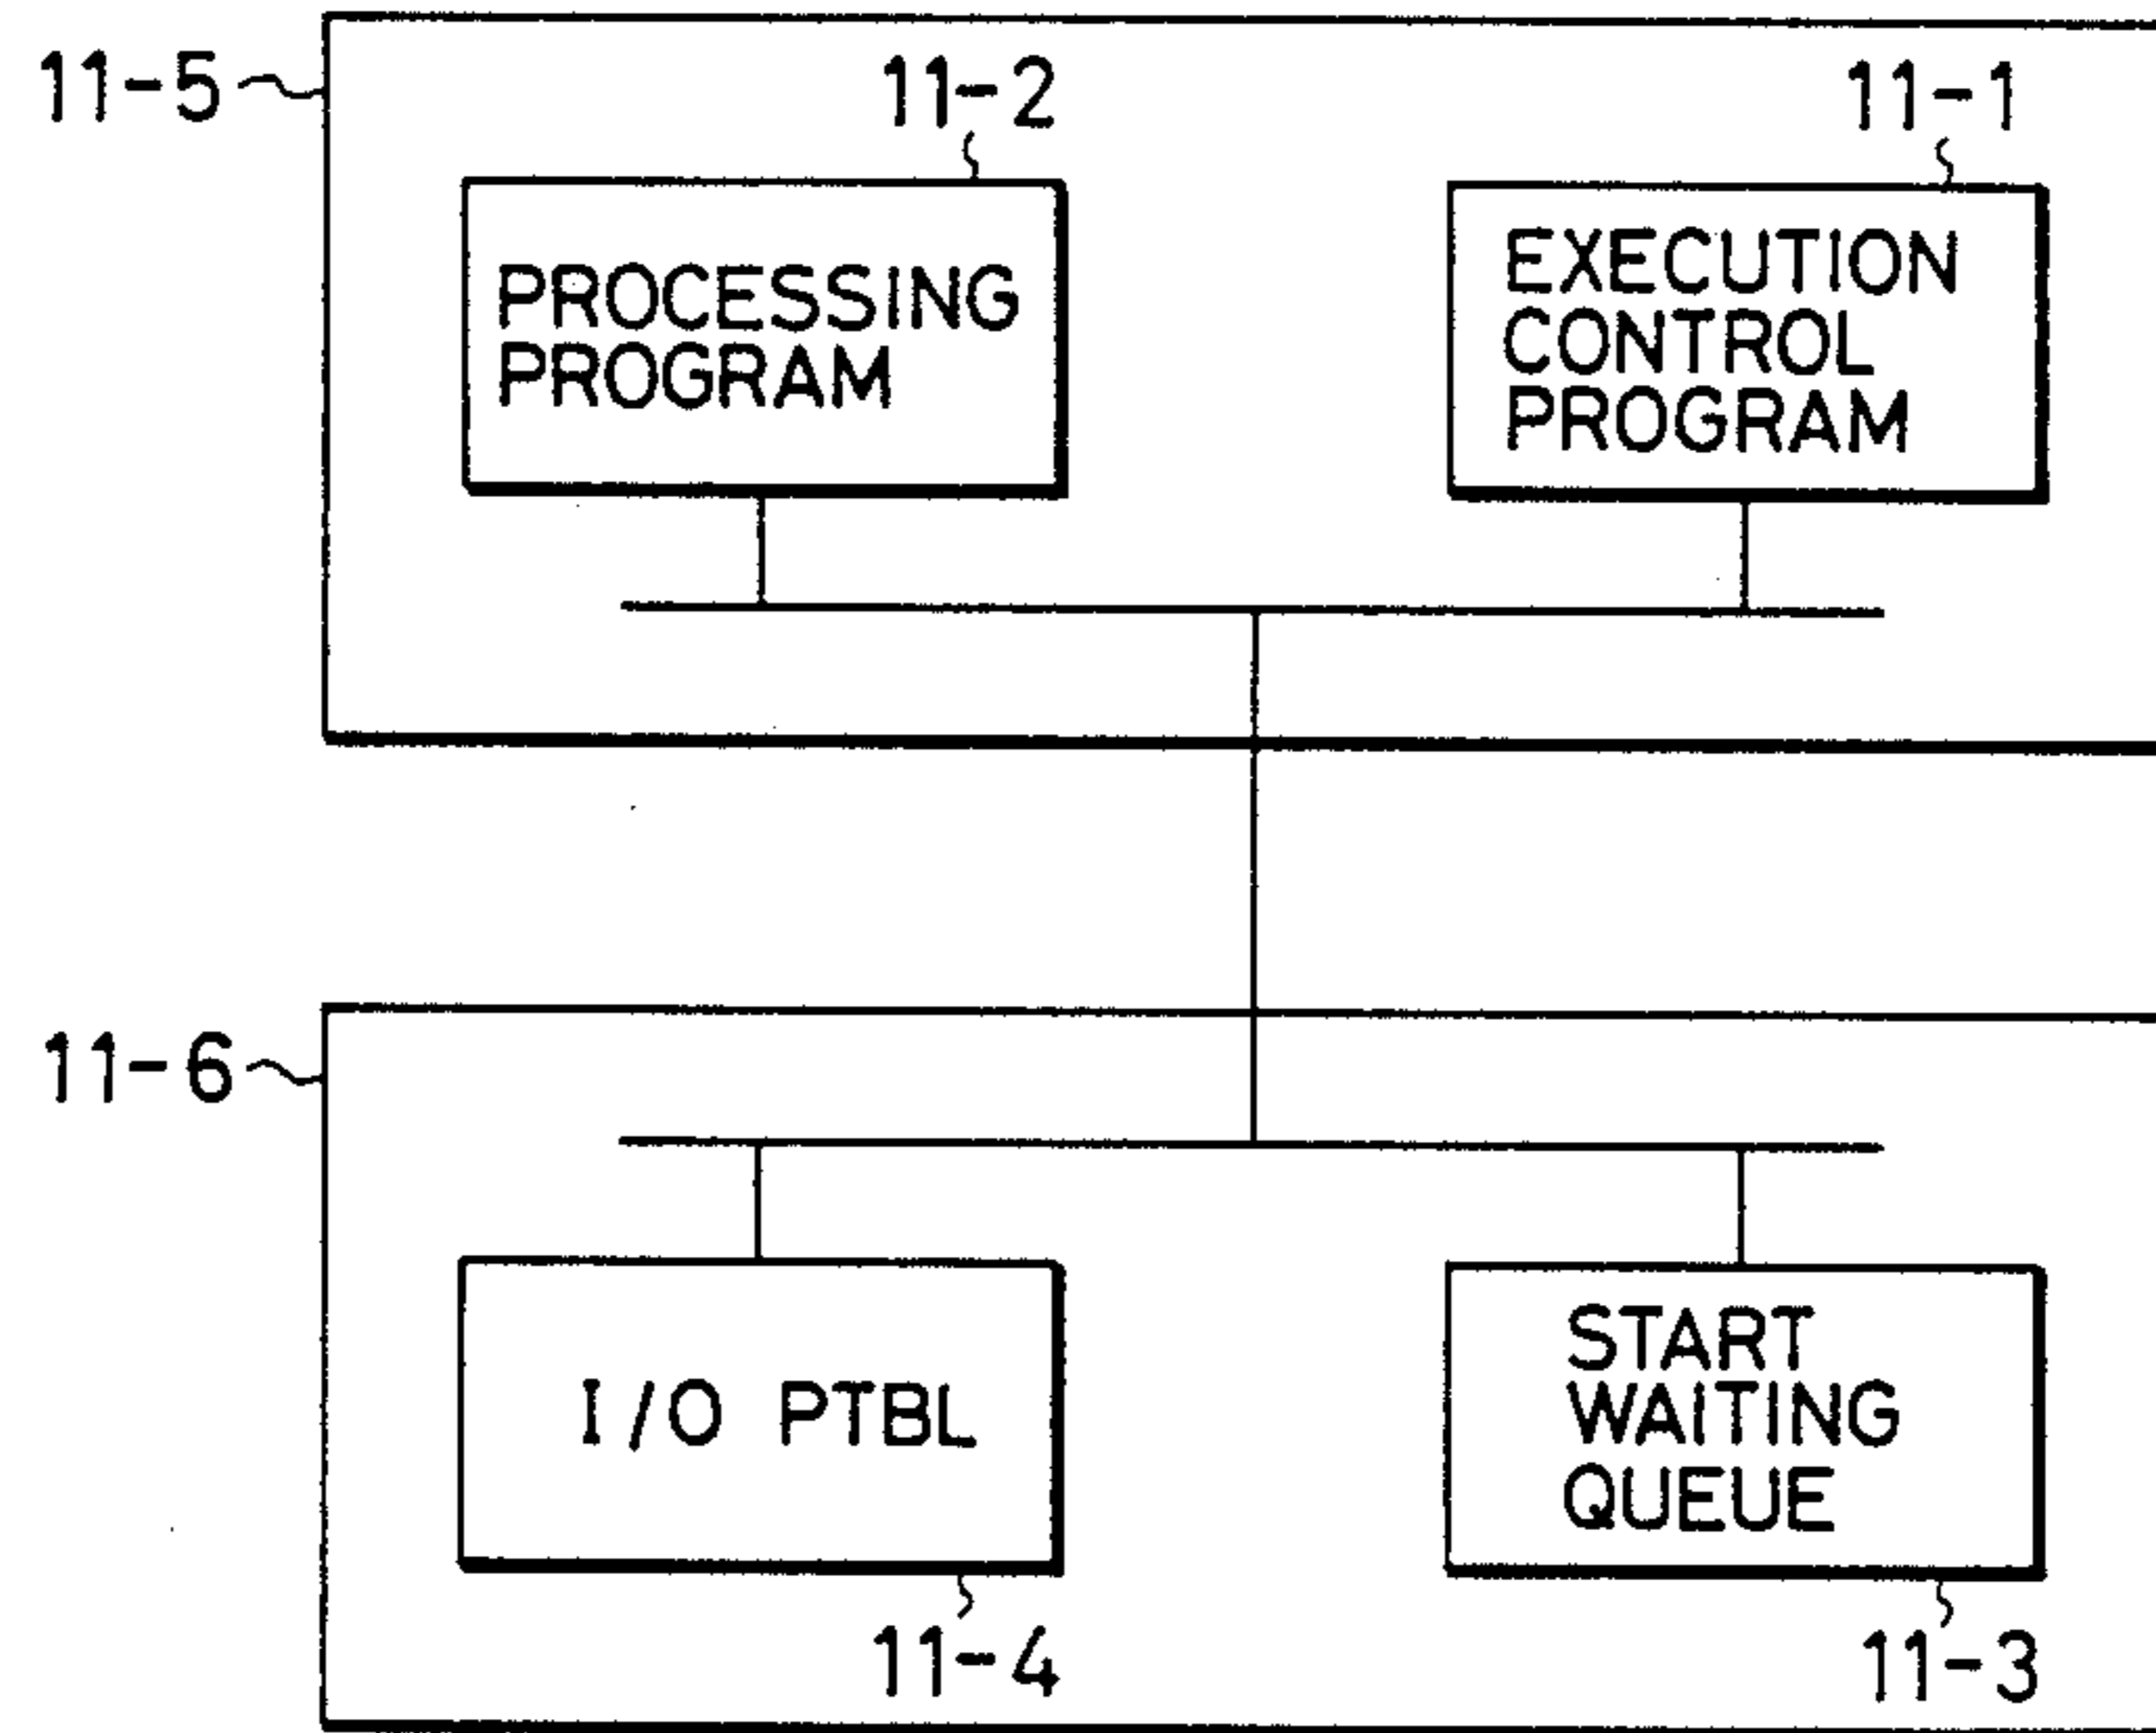 11-5
11-2
11-1
PROCESSING
PROGRAM
EXECUTION
CONTROL
PROGRAM
11-6
I/O PTBL
START
WAITING
QUEUE
11-4
11-3